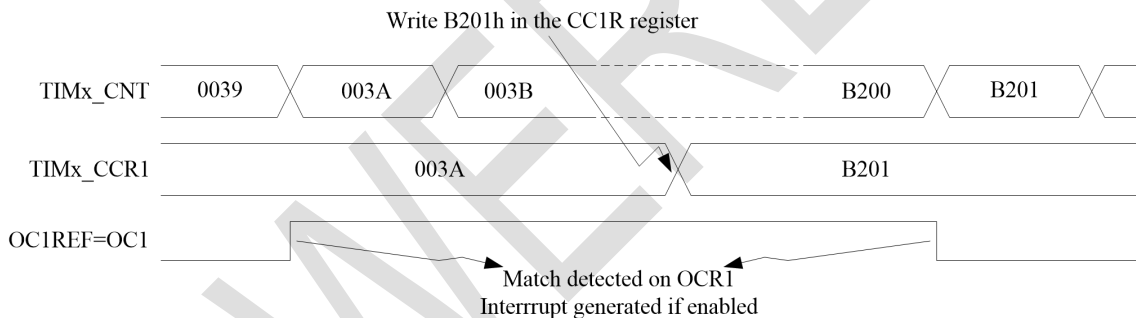 Write B201h in the CC1R register
TIMx_CNT 0039 003A 003B B200 B201
TIMx_CCR1 003A B201
OC1REF=OC1
Match detected on OCR1
Interrrupt generated if enabled